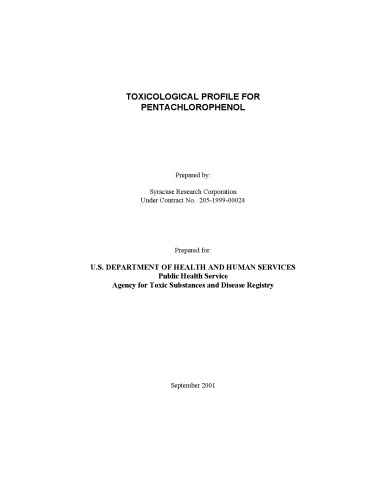 TOXICOLOGICAL PROFILE FOR
PENTACHLOROPHENOL
Prepared by:
Syracuse Research Corporation
Under Contract No. 205-1999-00024
Prepared for:
U.S. DEPARTMENT OF HEALTH AND HUMAN SERVICES
Public Health Service
Agency for Toxic Substances and Disease Registry
September 2001